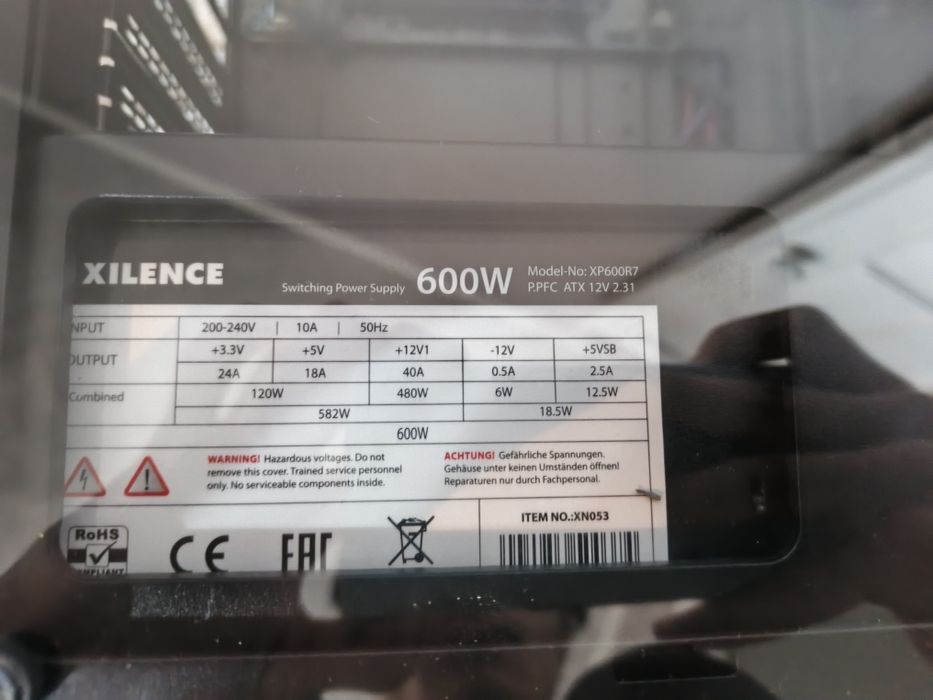 XILENCE
Switching Power Supply 600W
Model-No: XP600R7
P.PFC ATX 12V 2.31
INPUT 200-240V | 10A | 50Hz
OUTPUT +3.3V +5V +12V1 -12V +5VSB
24A 18A 40A 0.5A 2.5A
Combined 120W 480W 6W 12.5W
582W 18.5W
600W
WARNING! Hazardous voltages. Do not
remove this cover. Trained service personnel
only. No serviceable components inside.
ACHTUNG! Gefährliche Spannungen.
Gehäuse unter keinen Umständen öffnen!
Reparaturen nur durch Fachpersonal.
RoHS
COMPLIANT
CE
EAC
ITEM NO.:XN053